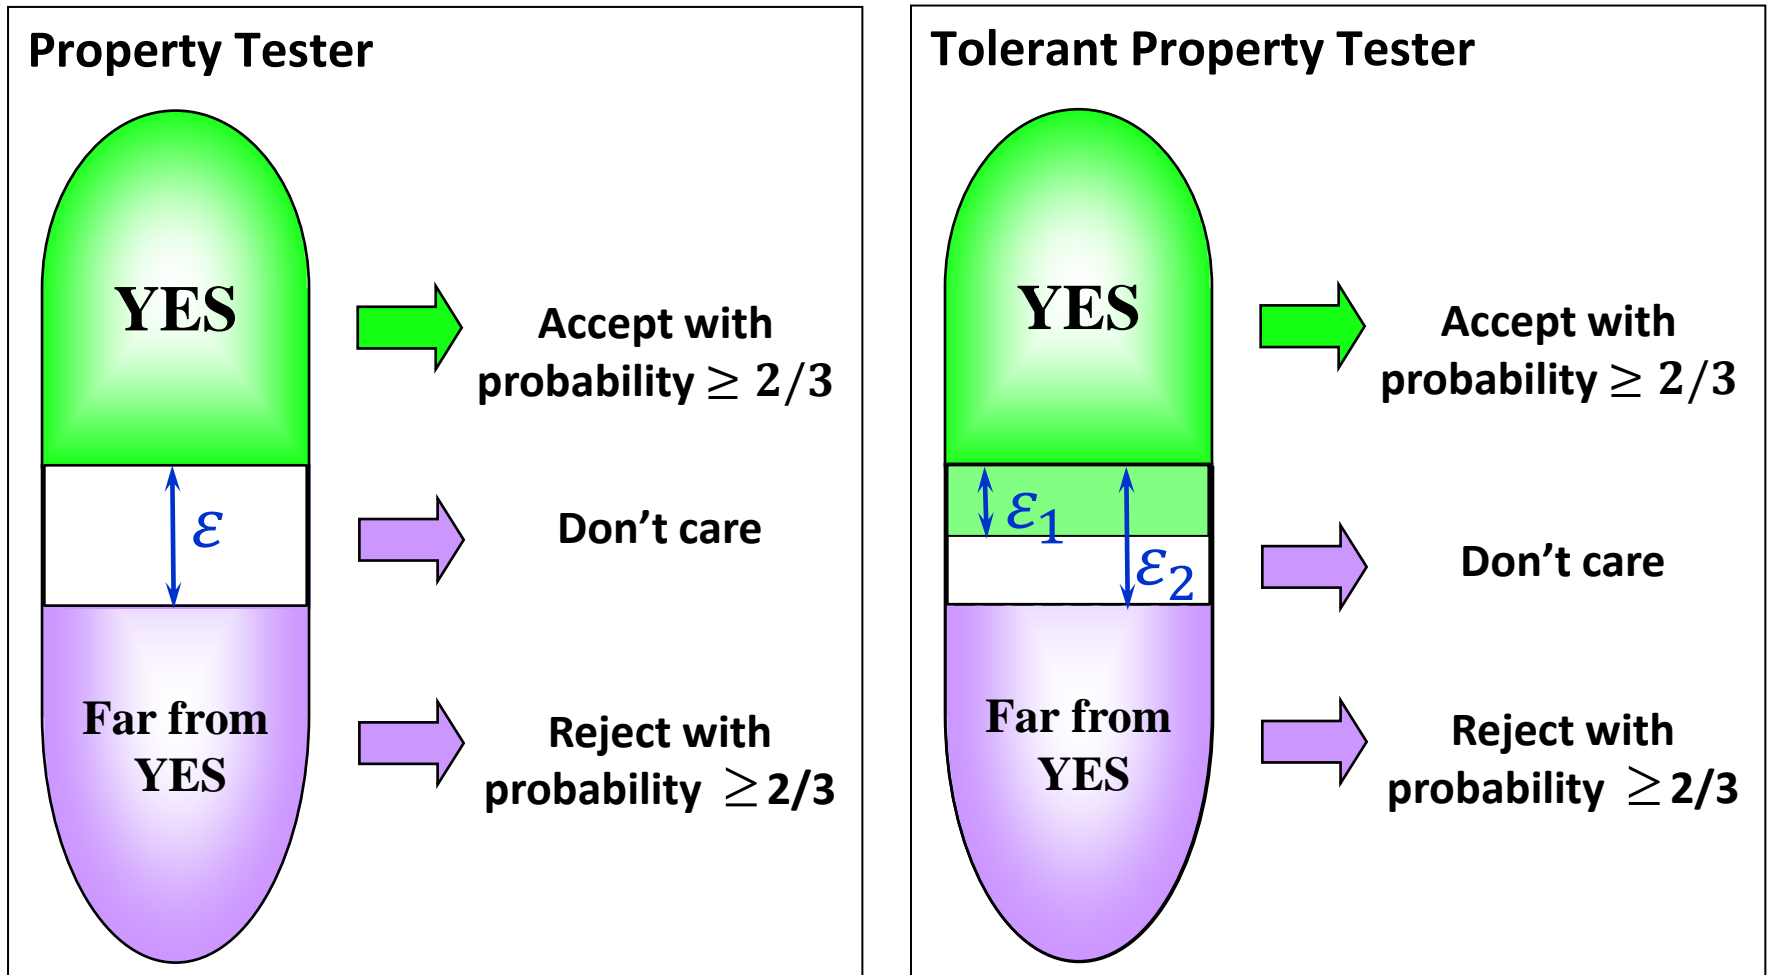 Property Tester
YES
Accept with
probability ≥ 2/3
ε
Don't care
Far from
YES
Reject with
probability ≥ 2/3
Tolerant Property Tester
YES
Accept with
probability ≥ 2/3
ε₁
ε₂
Don't care
Far from
YES
Reject with
probability ≥ 2/3